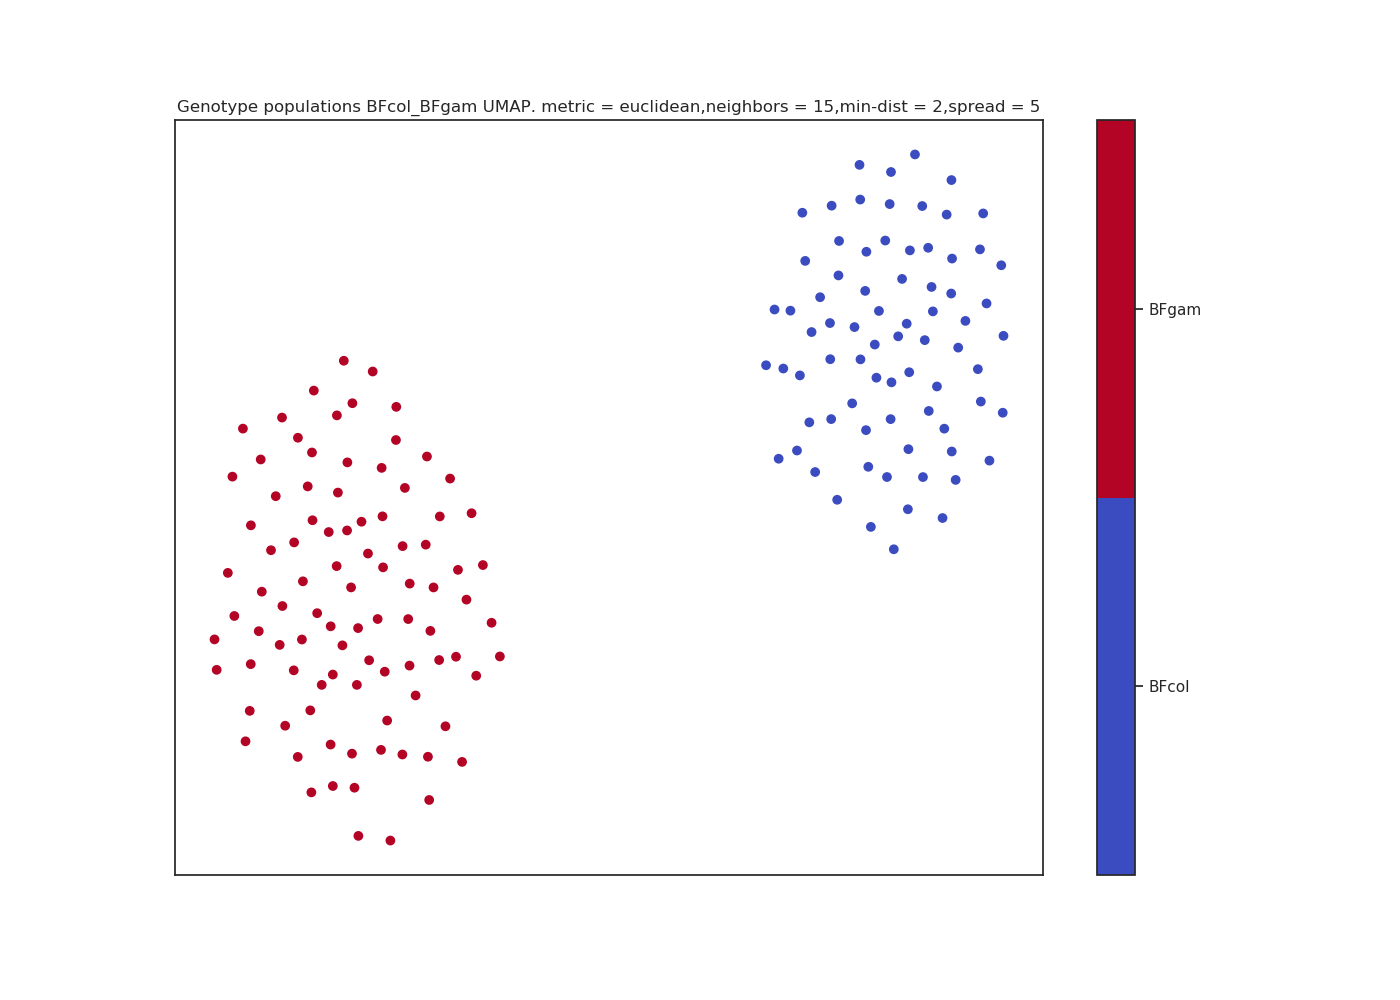 Genotype populations BFcol_BFgam UMAP. metric = euclidean,neighbors = 15,min-dist = 2,spread = 5
BFgam
BFcol